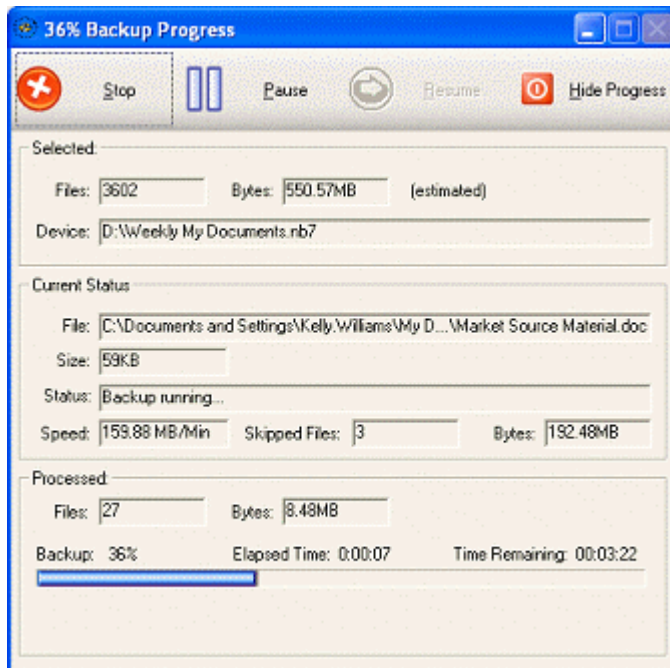 36% Backup Progress
Stop Pause Resume Hide Progress
Selected:
Files: 3602 Bytes: 550.57MB (estimated)
Device: D:\Weekly My Documents.nb7
Current Status
File: C:\Documents and Settings\Kelly.Williams\My D...\Market Source Material.doc
Size: 59KB
Status: Backup running...
Speed: 159.88 MB/Min Skipped Files: 3 Bytes: 192.48MB
Processed:
Files: 27 Bytes: 8.48MB
Backup: 36% Elapsed Time: 0:00:07 Time Remaining: 00:03:22